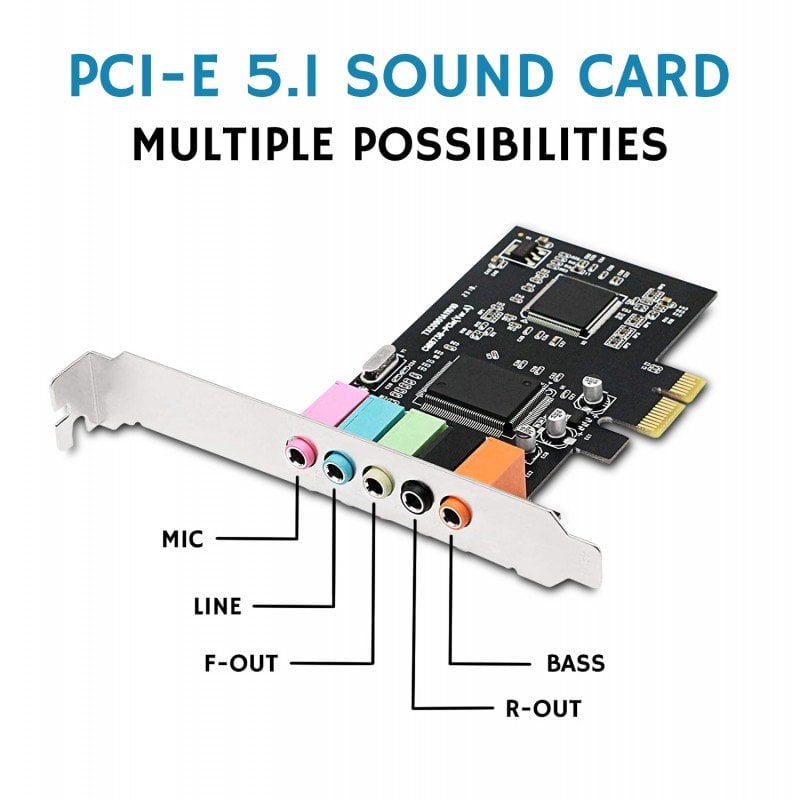 PCI-E 5.1 SOUND CARD
MULTIPLE POSSIBILITIES
MIC
LINE
F-OUT
BASS
R-OUT